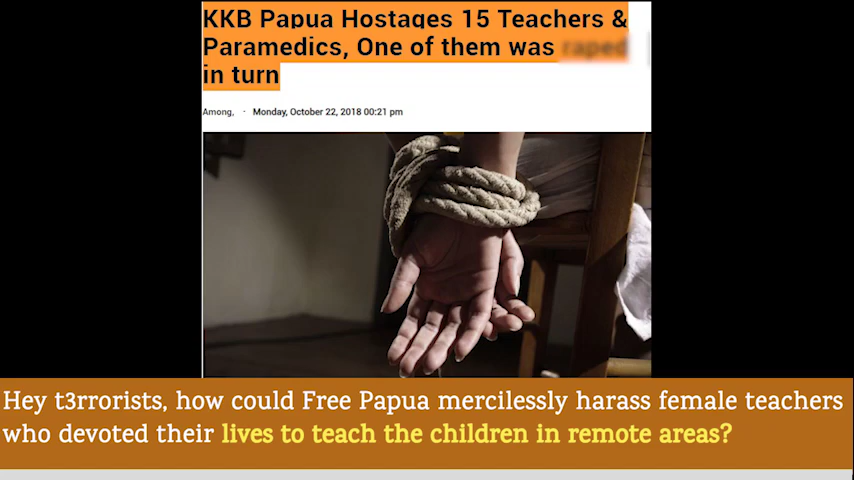 KKB Papua Hostages 15 Teachers &
Paramedics, One of them was raped
in turn
Among, - Monday, October 22, 2018 00:21 pm
Hey t3rrorists, how could Free Papua mercilessly harass female teachers
who devoted their lives to teach the children in remote areas?